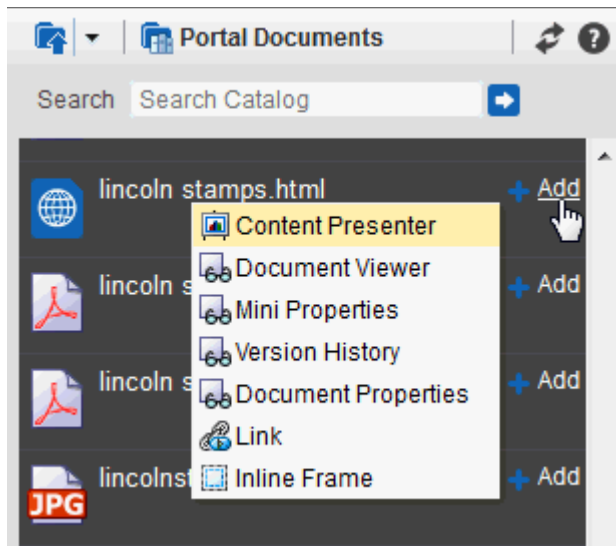 Portal Documents
Search Search Catalog
lincoln stamps.html Add
Content Presenter
Document Viewer
lincoln s Add
Mini Properties
Version History
lincoln s Add
Document Properties
Link
lincolnst Add
Inline Frame
JPG